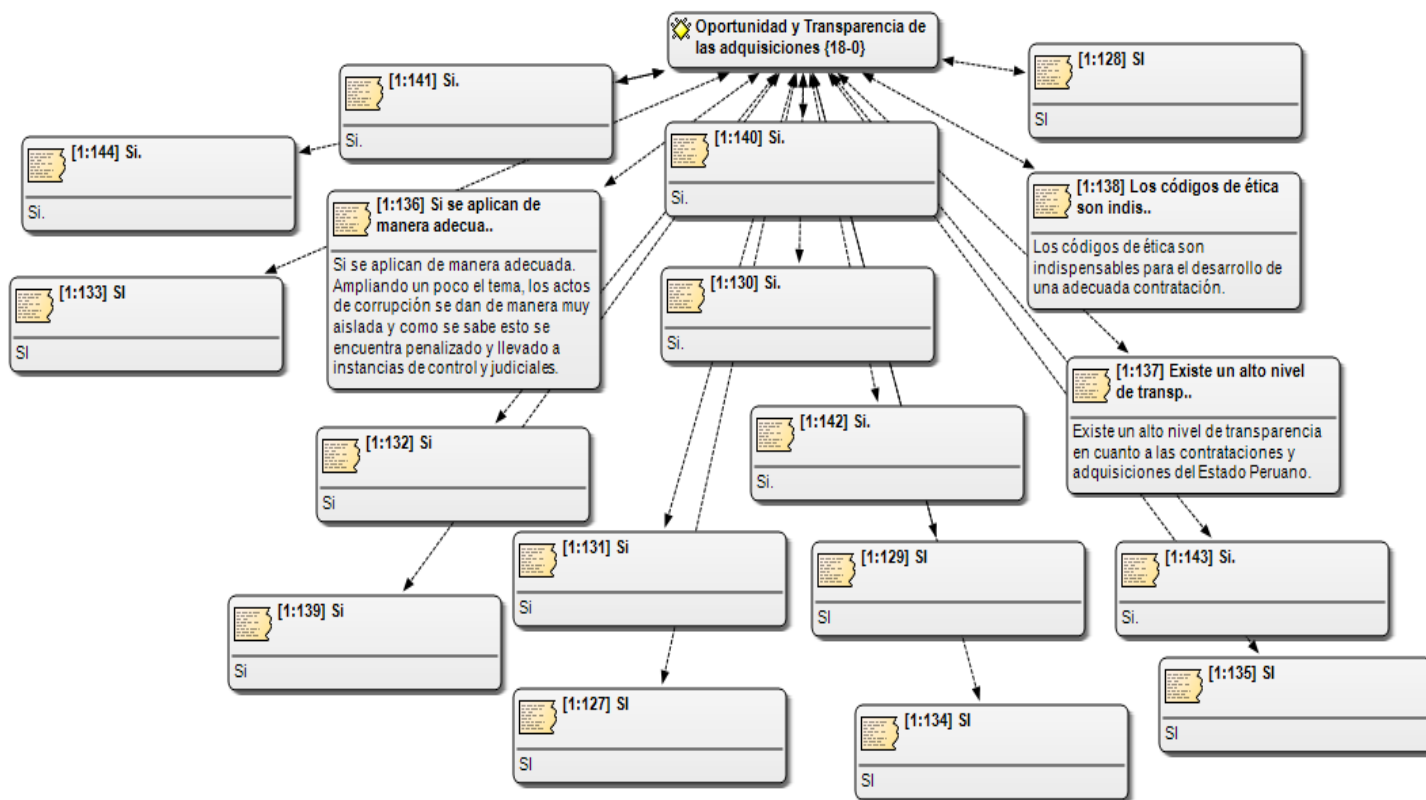 Oportunidad y Transparencia de
las adquisiciones {18-0}
[1:128] SI
SI
[1:141] Si.
Si.
[1:144] Si.
Si.
[1:140] Si.
Si.
[1:138] Los códigos de ética
son indis..
Los códigos de ética son
indispensables para el desarrollo de
una adecuada contratación.
[1:136] Si se aplican de
manera adecua..
Si se aplican de manera adecuada.
Ampliando un poco el tema, los actos
de corrupción se dan de manera muy
aislada y como se sabe esto se
encuentra penalizado y llevado a
instancias de control y judiciales.
[1:133] SI
SI
[1:130] Si.
Si.
[1:137] Existe un alto nivel
de transp..
Existe un alto nivel de transparencia
en cuanto a las contrataciones y
adquisiciones del Estado Peruano.
[1:132] Si
Si
[1:142] Si.
Si.
[1:131] Si
Si
[1:129] SI
SI
[1:143] Si.
Si.
[1:139] Si
Si
[1:135] SI
SI
[1:127] SI
SI
[1:134] SI
SI